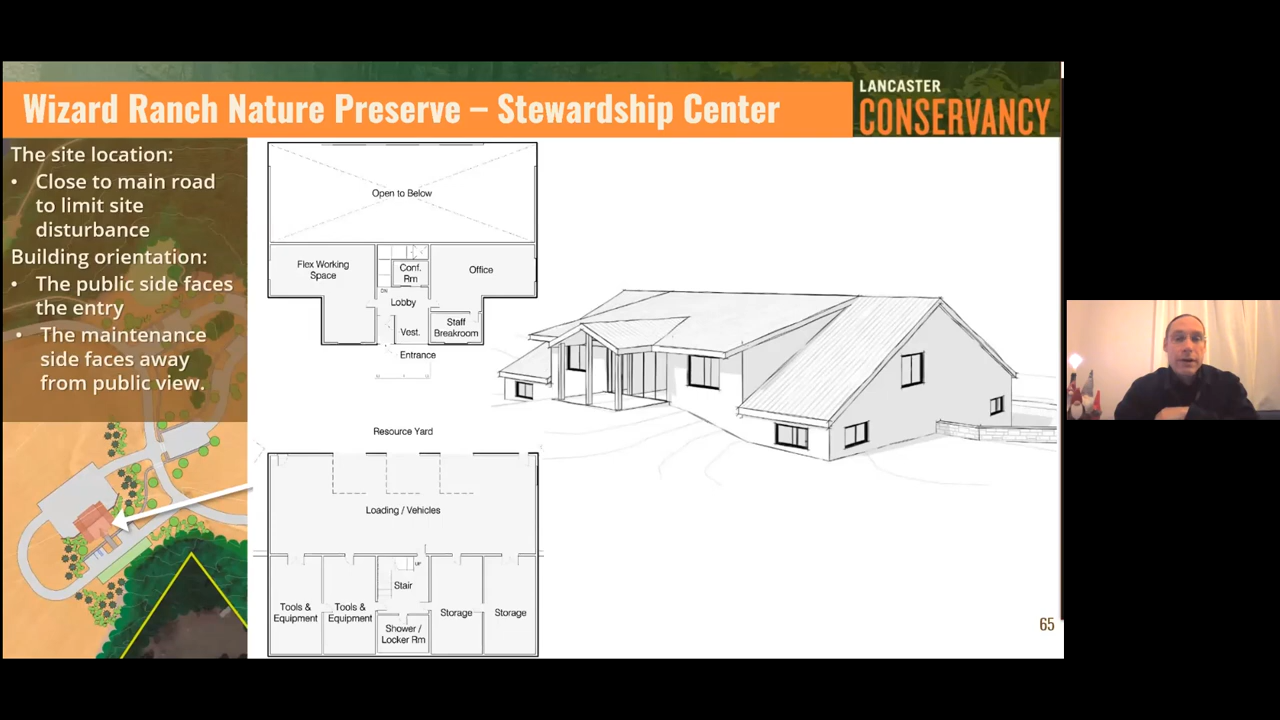 Wizard Ranch Nature Preserve – Stewardship Center
LANCASTER
CONSERVANCY
The site location:
• Close to main road
to limit site
disturbance
Building orientation:
• The public side faces
the entry
• The maintenance
side faces away
from public view.
Open to Below
Flex Working
Space
Conf.
Rm
Office
DN
Lobby
Vest.
Staff
Breakroom
Entrance
Resource Yard
Loading / Vehicles
UP
Stair
Tools &
Equipment
Tools &
Equipment
Storage
Storage
Shower /
Locker Rm
65